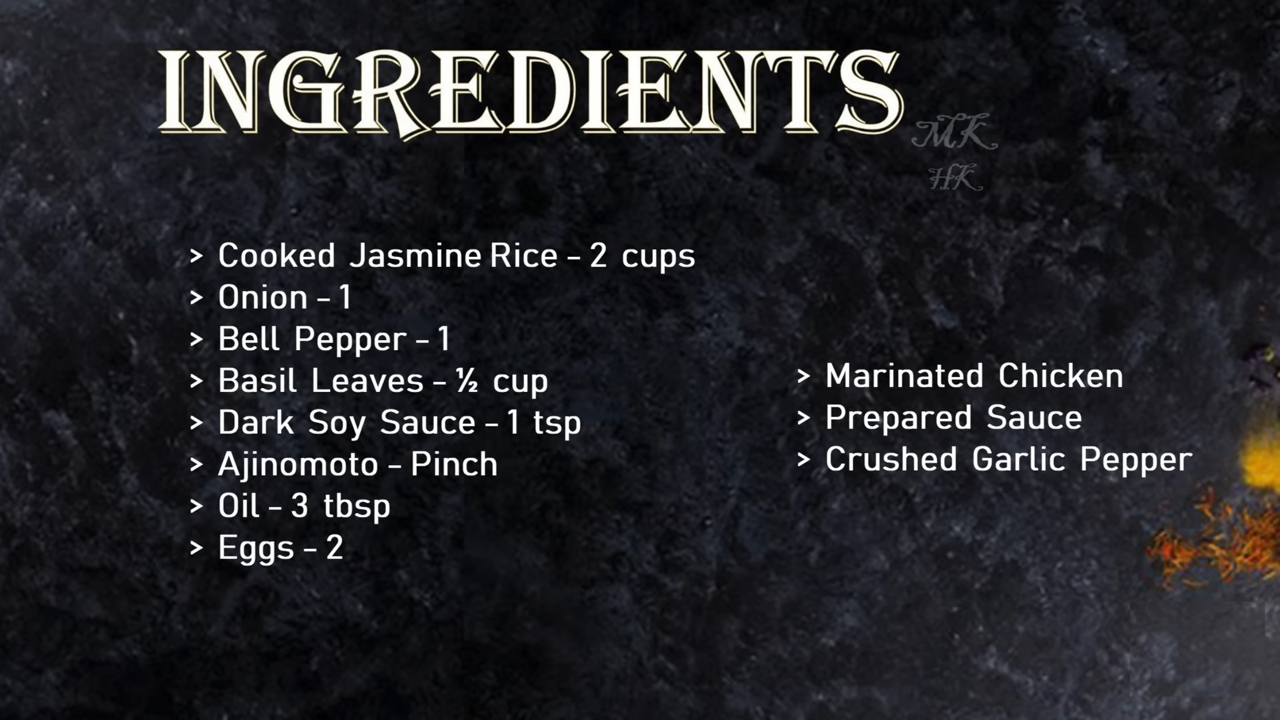 INGREDIENTS
MK
HK
> Cooked Jasmine Rice – 2 cups
> Onion – 1
> Bell Pepper – 1
> Basil Leaves – ½ cup
> Dark Soy Sauce – 1 tsp
> Ajinomoto – Pinch
> Oil – 3 tbsp
> Eggs – 2
> Marinated Chicken
> Prepared Sauce
> Crushed Garlic Pepper